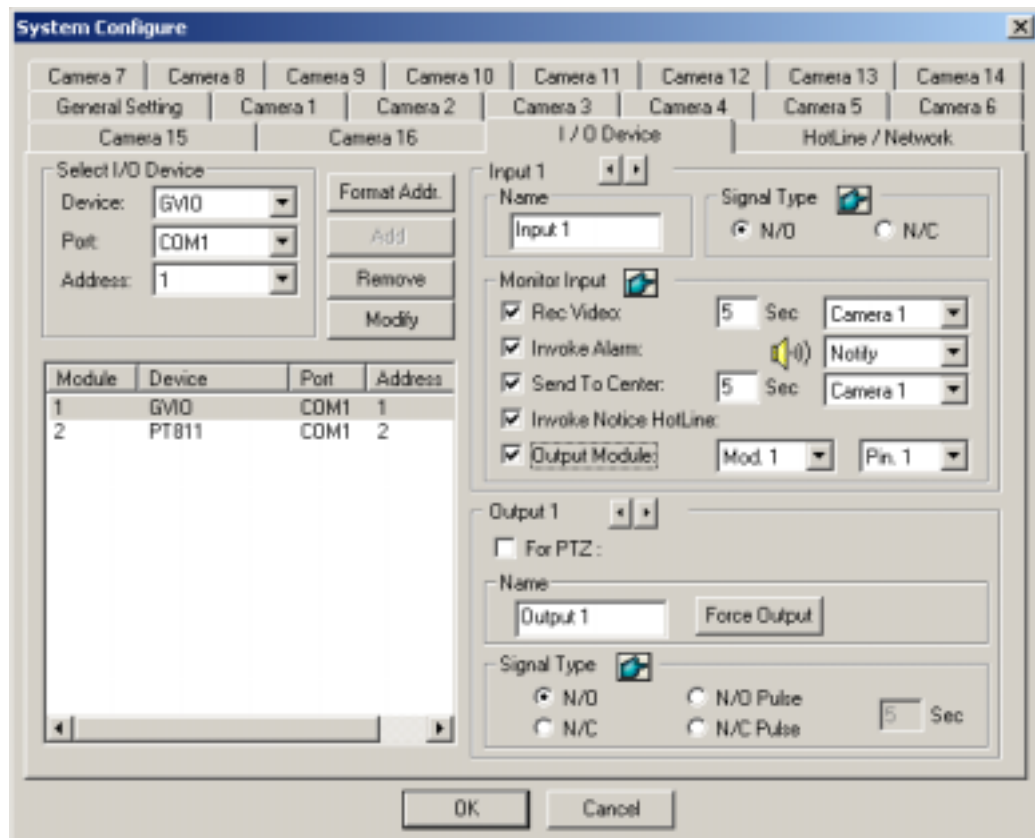 System Configure
Camera 7 Camera 8 Camera 9 Camera 10 Camera 11 Camera 12 Camera 13 Camera 14
General Setting Camera 1 Camera 2 Camera 3 Camera 4 Camera 5 Camera 6
Camera 15 Camera 16 I / O Device HotLine / Network
Select I/O Device
Device: GVIO
Port: COM1
Address: 1
Format Addr.
Add
Remove
Modify
Module Device Port Address
1 GVIO COM1 1
2 PT811 COM1 2
Input 1
Name
Input 1
Signal Type
N/O N/C
Monitor Input
Rec Video: 5 Sec Camera 1
Invoke Alarm: Notify
Send To Center: 5 Sec Camera 1
Invoke Notice HotLine:
Output Module: Mod. 1 Pin. 1
Output 1
For PTZ :
Name
Output 1 Force Output
Signal Type
N/O N/O Pulse
N/C N/C Pulse
5 Sec
OK Cancel